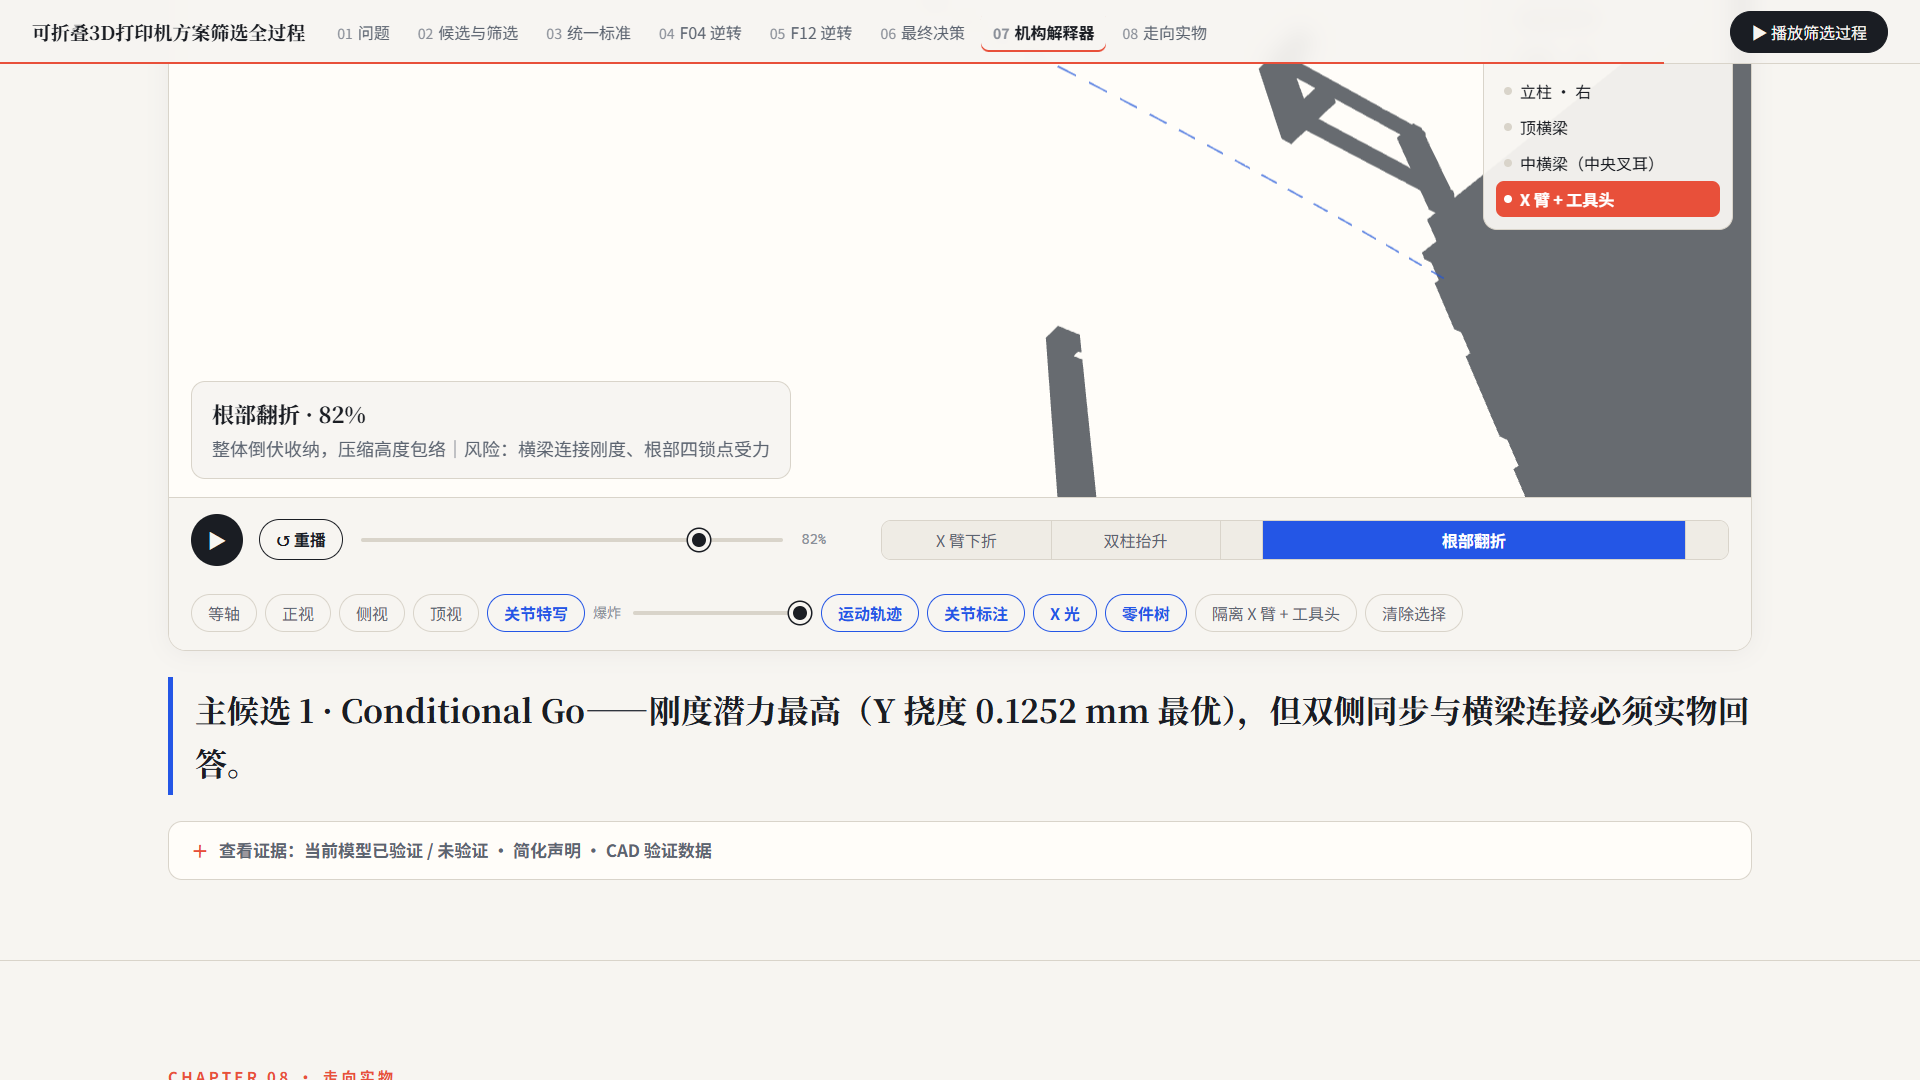 可折叠3D打印机方案筛选全过程
01 问题
02 候选与筛选
03 统一标准
04 F04 逆转
05 F12 逆转
06 最终决策
07 机构解释器
08 走向实物
▶ 播放筛选过程
立柱 · 右
顶横梁
中横梁（中央叉耳）
X 臂 + 工具头
根部翻折 · 82%
整体倒伏收纳，压缩高度包络｜风险：横梁连接刚度、根部四锁点受力
▶
↺ 重播
82%
X 臂下折
双柱抬升
根部翻折
等轴
正视
侧视
顶视
关节特写
爆炸
运动轨迹
关节标注
X 光
零件树
隔离 X 臂 + 工具头
清除选择
主候选 1 · Conditional Go——刚度潜力最高（Y 挠度 0.1252 mm 最优），但双侧同步与横梁连接必须实物回
答。
+ 查看证据：当前模型已验证 / 未验证 · 简化声明 · CAD 验证数据
CHAPTER 08 · 走向实物